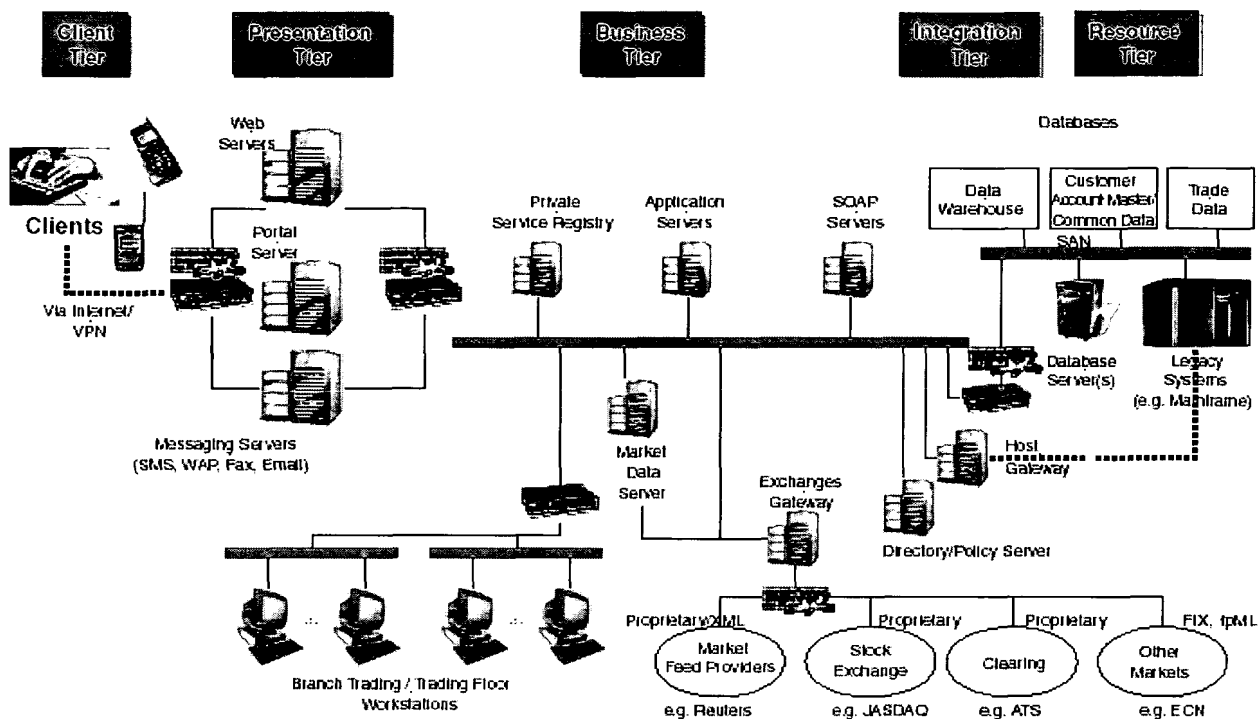 Client
Tier
Presentation
Tier
Business
Tier
Integration
Tier
Resource
Tier
Web
Servers
Databases
Clients
Portal
Server
Private
Service Registry
Application
Servers
SOAP
Servers
Data
Warehouse
Customer
Account Master/
Common Data
Trade
Data
SAN
Via Internet/
VPN
Database
Server(s)
Legacy
Systems
(e.g. Mainframe)
Messaging Servers
(SMS, WAP, Fax, Email)
Market
Data
Server
Host
Gateway
Exchanges
Gateway
Directory/Policy Server
Proprietary/XML
Proprietary
Proprietary
FIX, fpML
Market
Feed Providers
Stock
Exchange
Clearing
Other
Markets
Branch Trading / Trading Floor
Workstations
e.g. Reuters
e.g. JASDAQ
e.g. ATS
e.g. ECN